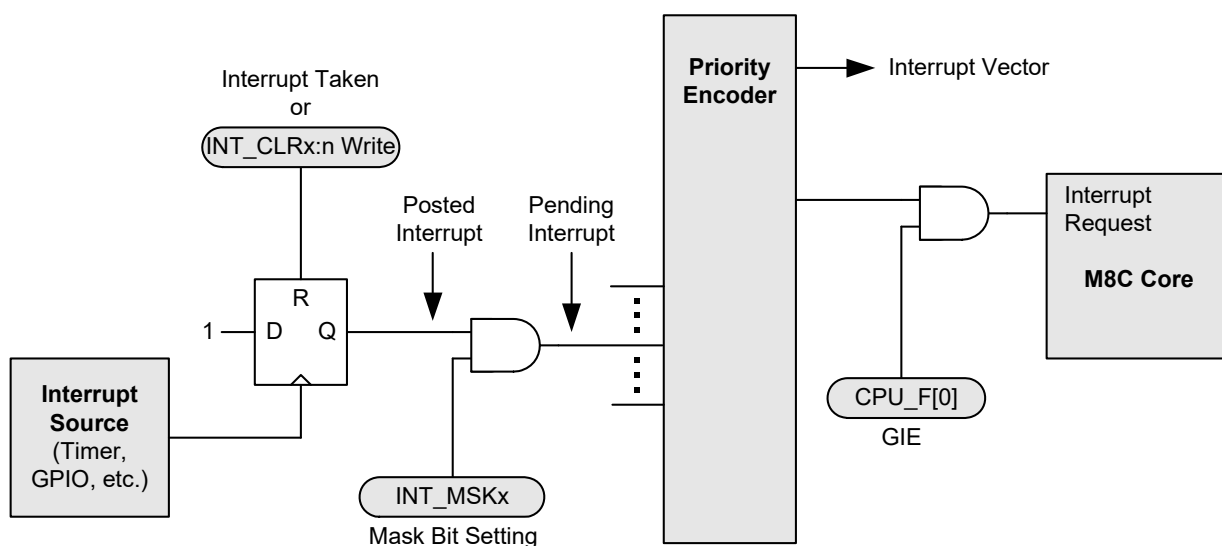 Interrupt Taken
or
INT_CLRx:n Write
Posted
Interrupt
Pending
Interrupt
Priority
Encoder
Interrupt Vector
Interrupt
Request
M8C Core
R
1
D
Q
Interrupt
Source
(Timer,
GPIO, etc.)
INT_MSKx
Mask Bit Setting
CPU_F[0]
GIE